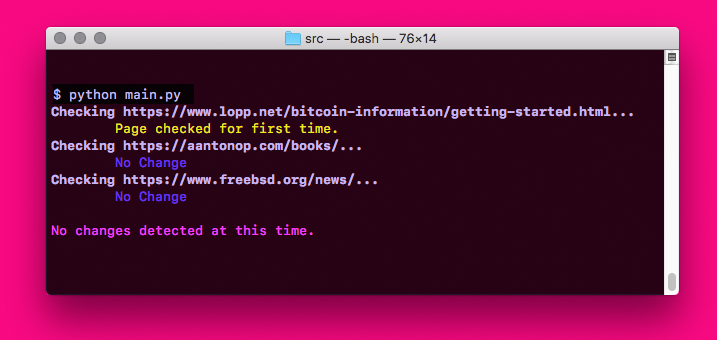 src — -bash — 76×14
$ python main.py
Checking https://www.lopp.net/bitcoin-information/getting-started.html...
Page checked for first time.
Checking https://aantonop.com/books/...
No Change
Checking https://www.freebsd.org/news/...
No Change
No changes detected at this time.